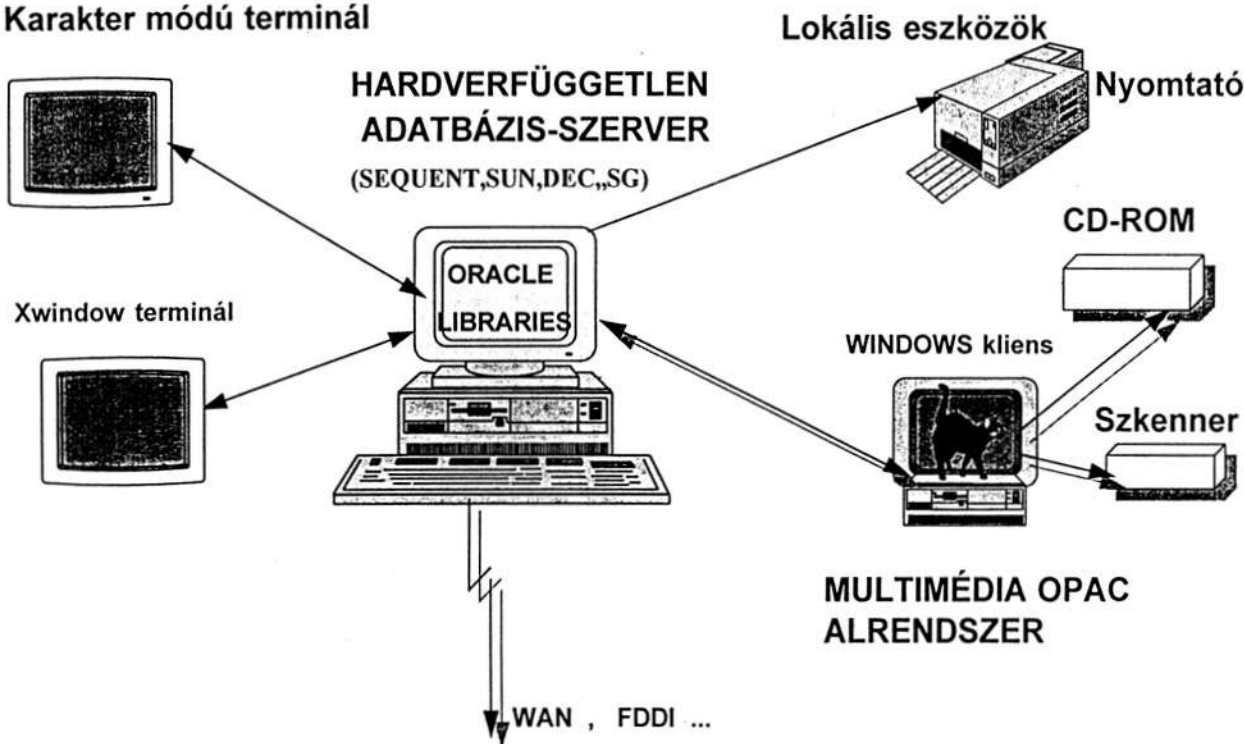 Karakter módú terminál
Lokális eszközök
HARDVERFÜGGETLEN
ADATBÁZIS-SZERVER
(SEQUENT,SUN,DEC,,SG)
Nyomtató
CD-ROM
ORACLE
LIBRARIES
Xwindow terminál
WINDOWS kliens
Szkenner
MULTIMÉDIA OPAC
ALRENDSZER
WAN , FDDI ...